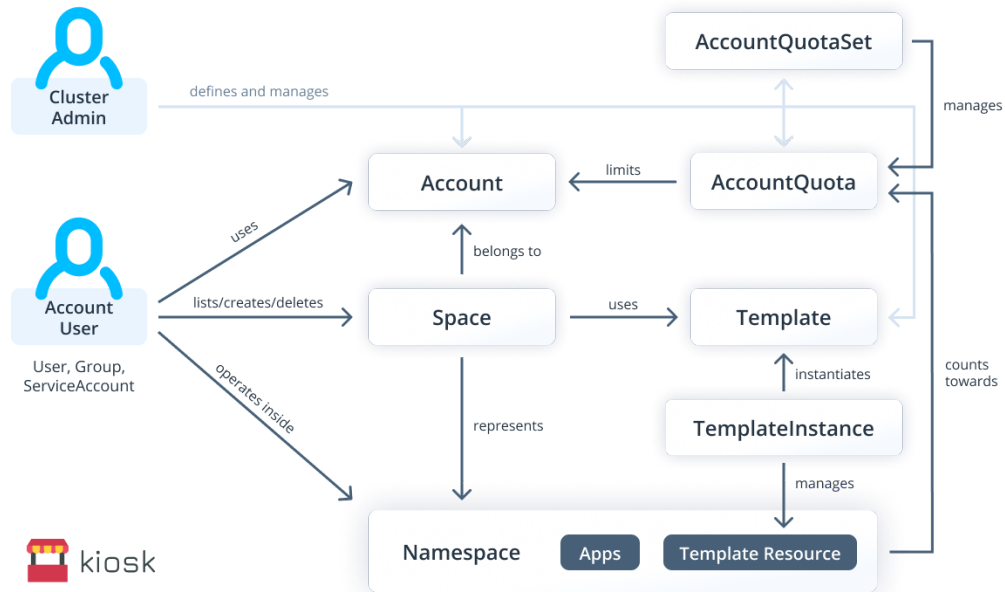 AccountQuotaSet
Cluster
Admin
defines and manages
manages
Account
limits
AccountQuota
uses
belongs to
Account
User
lists/creates/deletes
Space
uses
Template
User, Group,
ServiceAccount
operates inside
instantiates
counts
towards
represents
TemplateInstance
manages
Namespace
Apps
Template Resource
kiosk